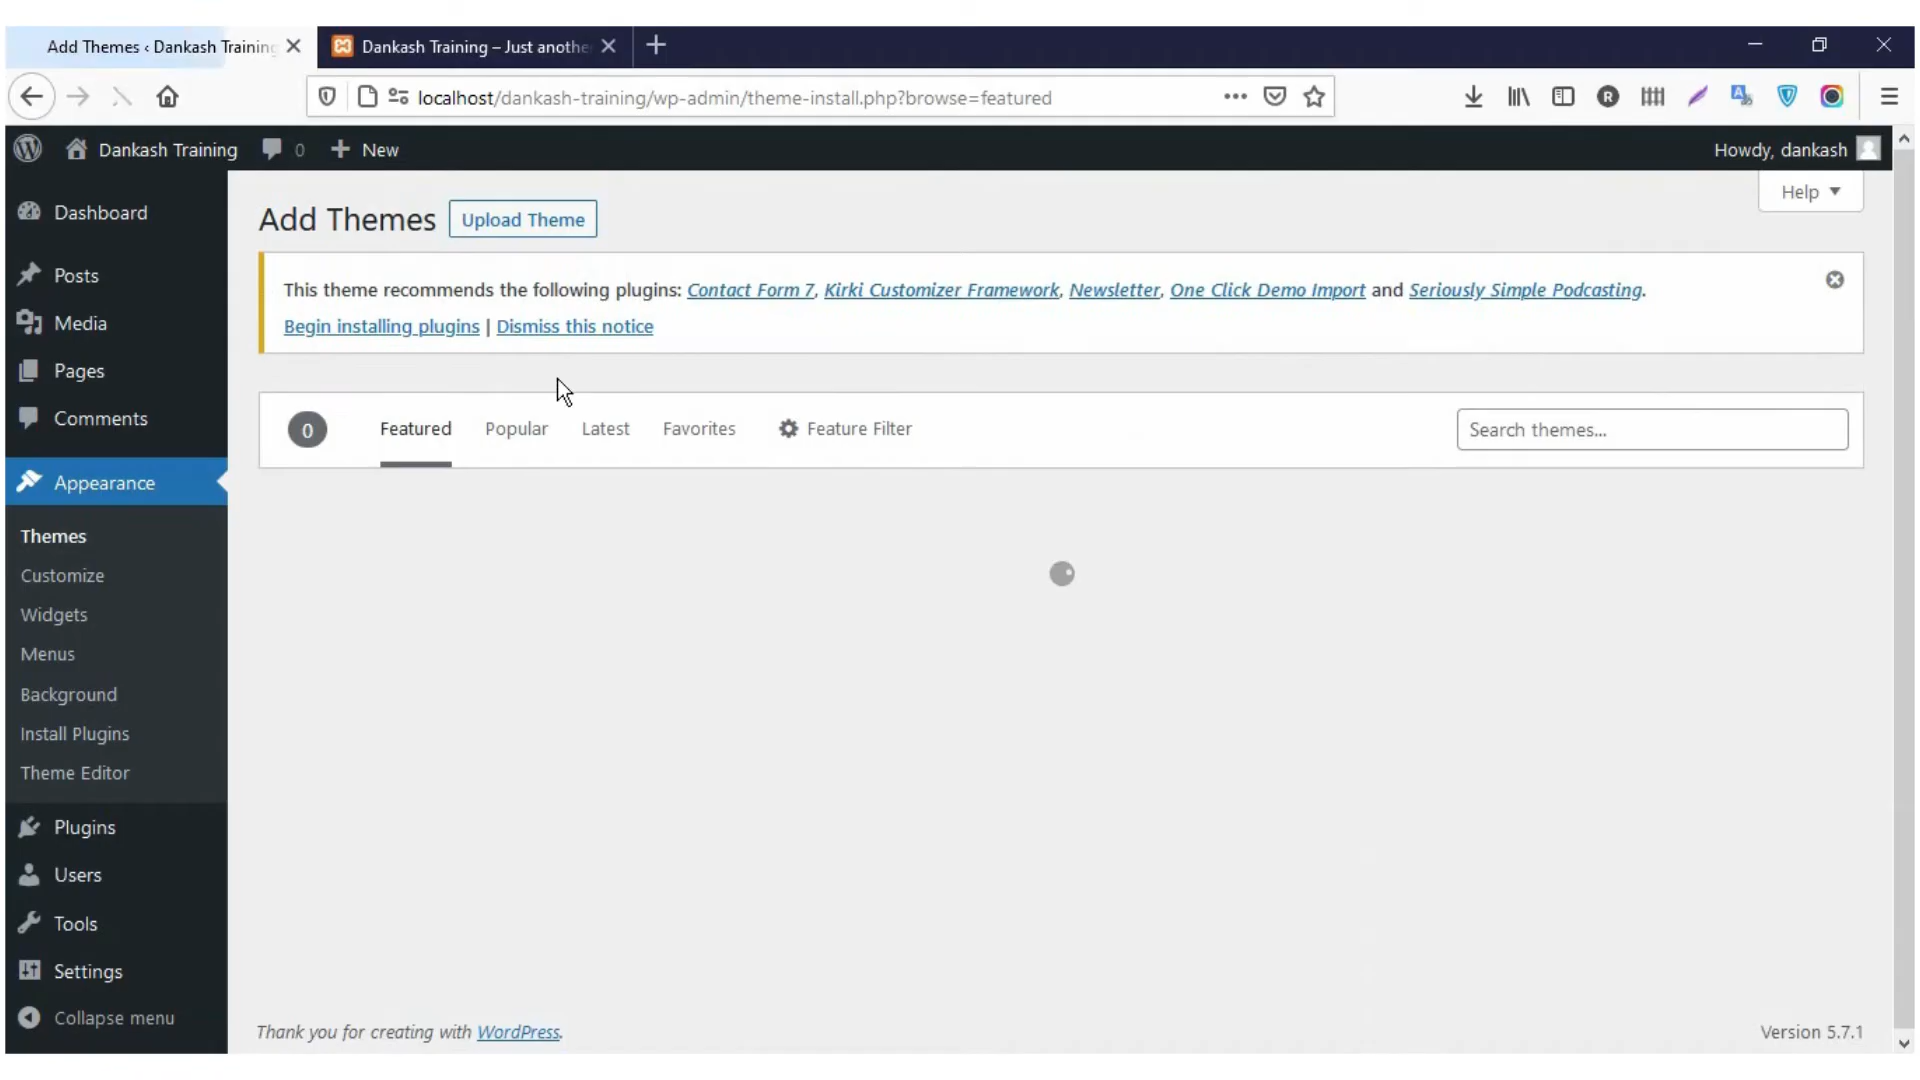 Add Themes ‹ Dankash Training
Dankash Training – Just anothe
localhost/dankash-training/wp-admin/theme-install.php?browse=featured
Dankash Training 0 + New
Howdy, dankash
Help
Dashboard
Posts
Media
Pages
Comments
Appearance
Themes
Customize
Widgets
Menus
Background
Install Plugins
Theme Editor
Plugins
Users
Tools
Settings
Collapse menu
Add Themes Upload Theme
This theme recommends the following plugins: Contact Form 7, Kirki Customizer Framework, Newsletter, One Click Demo Import and Seriously Simple Podcasting.
Begin installing plugins | Dismiss this notice
0 Featured Popular Latest Favorites Feature Filter Search themes...
Thank you for creating with WordPress.
Version 5.7.1